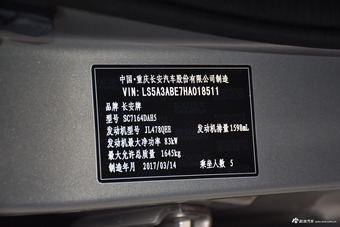 中国·重庆长安汽车股份有限公司制造
VIN: LS5A3ABE7HA018511
品牌 长安牌
型号 SC7164DAH5
发动机型号 JL478QEH 发动机排量 1598mL
发动机最大净功率 83kW
最大允许总质量 1645kg
制造年月 2017/03/14 乘坐人数 5